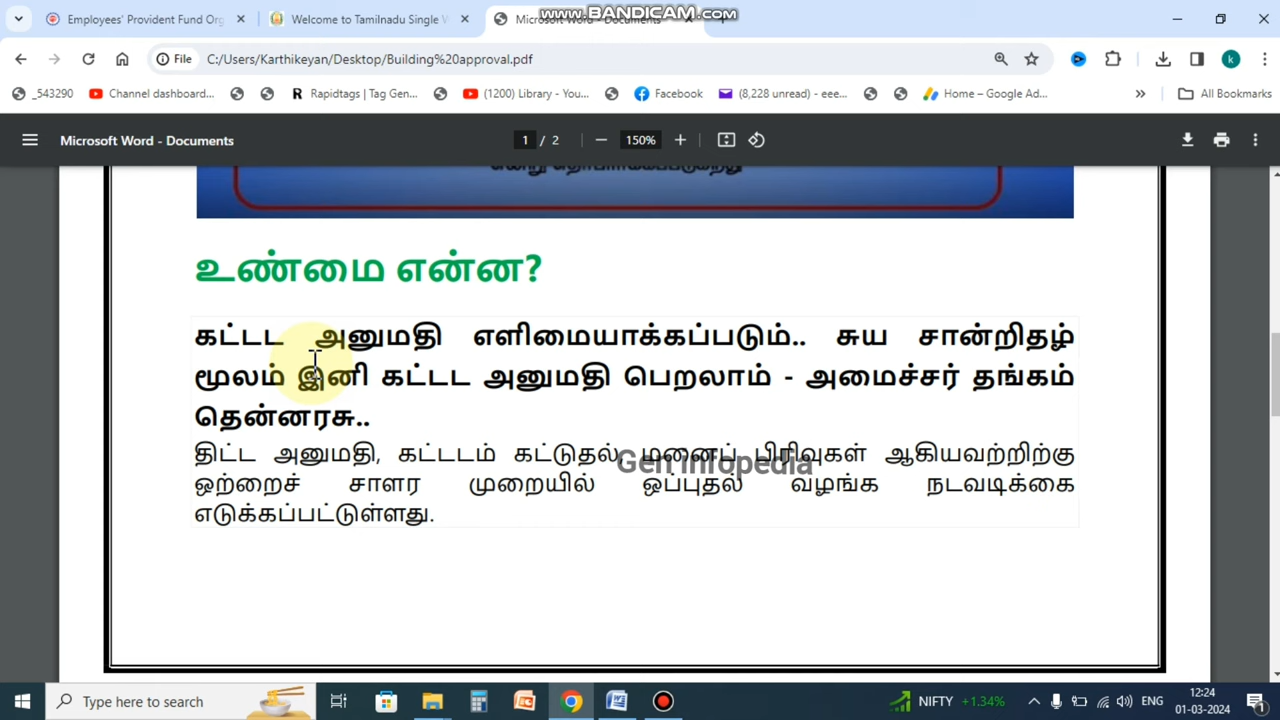 www.BANDICAM.com
Employees' Provident Fund Org
Welcome to Tamilnadu Single W
Microsoft Word - Documents
File C:/Users/Karthikeyan/Desktop/Building%20approval.pdf
k
_543290
Channel dashboard...
Rapidtags | Tag Gen...
(1200) Library - You...
Facebook
(8,228 unread) - eee...
Home – Google Ad...
All Bookmarks
Microsoft Word - Documents
1 / 2
150%
உண்மை என்ன?
கட்டட அனுமதி எளிமையாக்கப்படும்.. சுய சான்றிதழ்
மூலம் இனி கட்டட அனுமதி பெறலாம் - அமைச்சர் தங்கம்
தென்னரசு..
திட்ட அனுமதி, கட்டடம் கட்டுதல் மனைப் பிரிவுகள் ஆகியவற்றிற்கு
Gen Infopedia
ஒற்றைச் சாளர முறையில் ஒப்புதல் வழங்க நடவடிக்கை
எடுக்கப்பட்டுள்ளது.
Type here to search
NIFTY +1.34%
ENG
12:24
01-03-2024
1